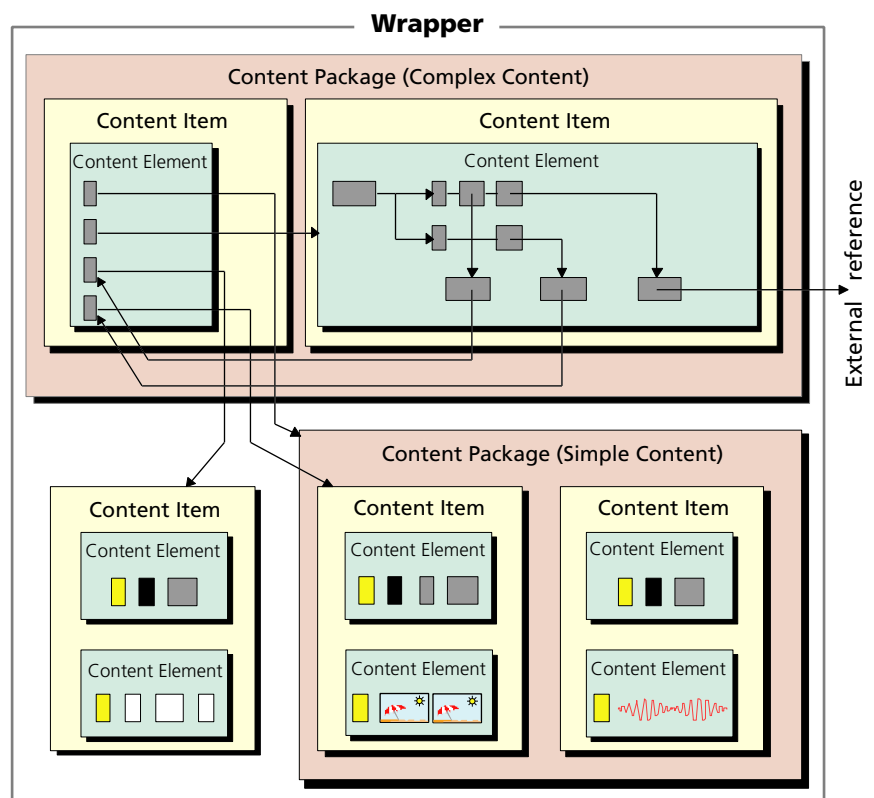 Wrapper
Content Package (Complex Content)
Content Item
Content Element
Content Item
Content Element
External reference
Content Package (Simple Content)
Content Item
Content Element
Content Element
Content Item
Content Element
Content Element
Content Item
Content Element
Content Element